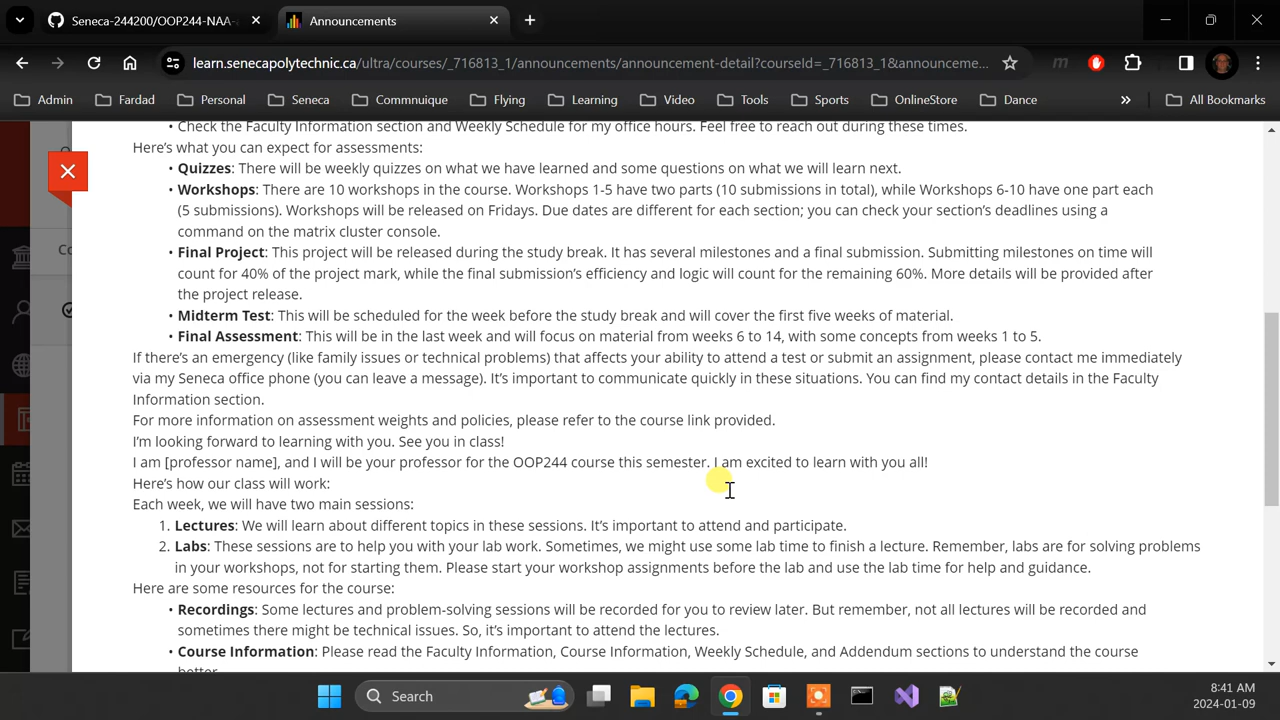 Seneca-244200/OOP244-NAA-
Announcements
learn.senecapolytechnic.ca/ultra/courses/_716813_1/announcements/announcement-detail?courseId=_716813_1&announceme...
Admin
Fardad
Personal
Seneca
Commnuique
Flying
Learning
Video
Tools
Sports
OnlineStore
Dance
All Bookmarks
• Check the Faculty Information section and Weekly Schedule for my office hours. Feel free to reach out during these times.
Here's what you can expect for assessments:
• Quizzes: There will be weekly quizzes on what we have learned and some questions on what we will learn next.
• Workshops: There are 10 workshops in the course. Workshops 1-5 have two parts (10 submissions in total), while Workshops 6-10 have one part each
(5 submissions). Workshops will be released on Fridays. Due dates are different for each section; you can check your section's deadlines using a
command on the matrix cluster console.
• Final Project: This project will be released during the study break. It has several milestones and a final submission. Submitting milestones on time will
count for 40% of the project mark, while the final submission's efficiency and logic will count for the remaining 60%. More details will be provided after
the project release.
• Midterm Test: This will be scheduled for the week before the study break and will cover the first five weeks of material.
• Final Assessment: This will be in the last week and will focus on material from weeks 6 to 14, with some concepts from weeks 1 to 5.
If there's an emergency (like family issues or technical problems) that affects your ability to attend a test or submit an assignment, please contact me immediately
via my Seneca office phone (you can leave a message). It's important to communicate quickly in these situations. You can find my contact details in the Faculty
Information section.
For more information on assessment weights and policies, please refer to the course link provided.
I'm looking forward to learning with you. See you in class!
I am [professor name], and I will be your professor for the OOP244 course this semester. I am excited to learn with you all!
Here's how our class will work:
Each week, we will have two main sessions:
1. Lectures: We will learn about different topics in these sessions. It's important to attend and participate.
2. Labs: These sessions are to help you with your lab work. Sometimes, we might use some lab time to finish a lecture. Remember, labs are for solving problems
in your workshops, not for starting them. Please start your workshop assignments before the lab and use the lab time for help and guidance.
Here are some resources for the course:
• Recordings: Some lectures and problem-solving sessions will be recorded for you to review later. But remember, not all lectures will be recorded and
sometimes there might be technical issues. So, it's important to attend the lectures.
• Course Information: Please read the Faculty Information, Course Information, Weekly Schedule, and Addendum sections to understand the course
better.
Search
8:41 AM
2024-01-09